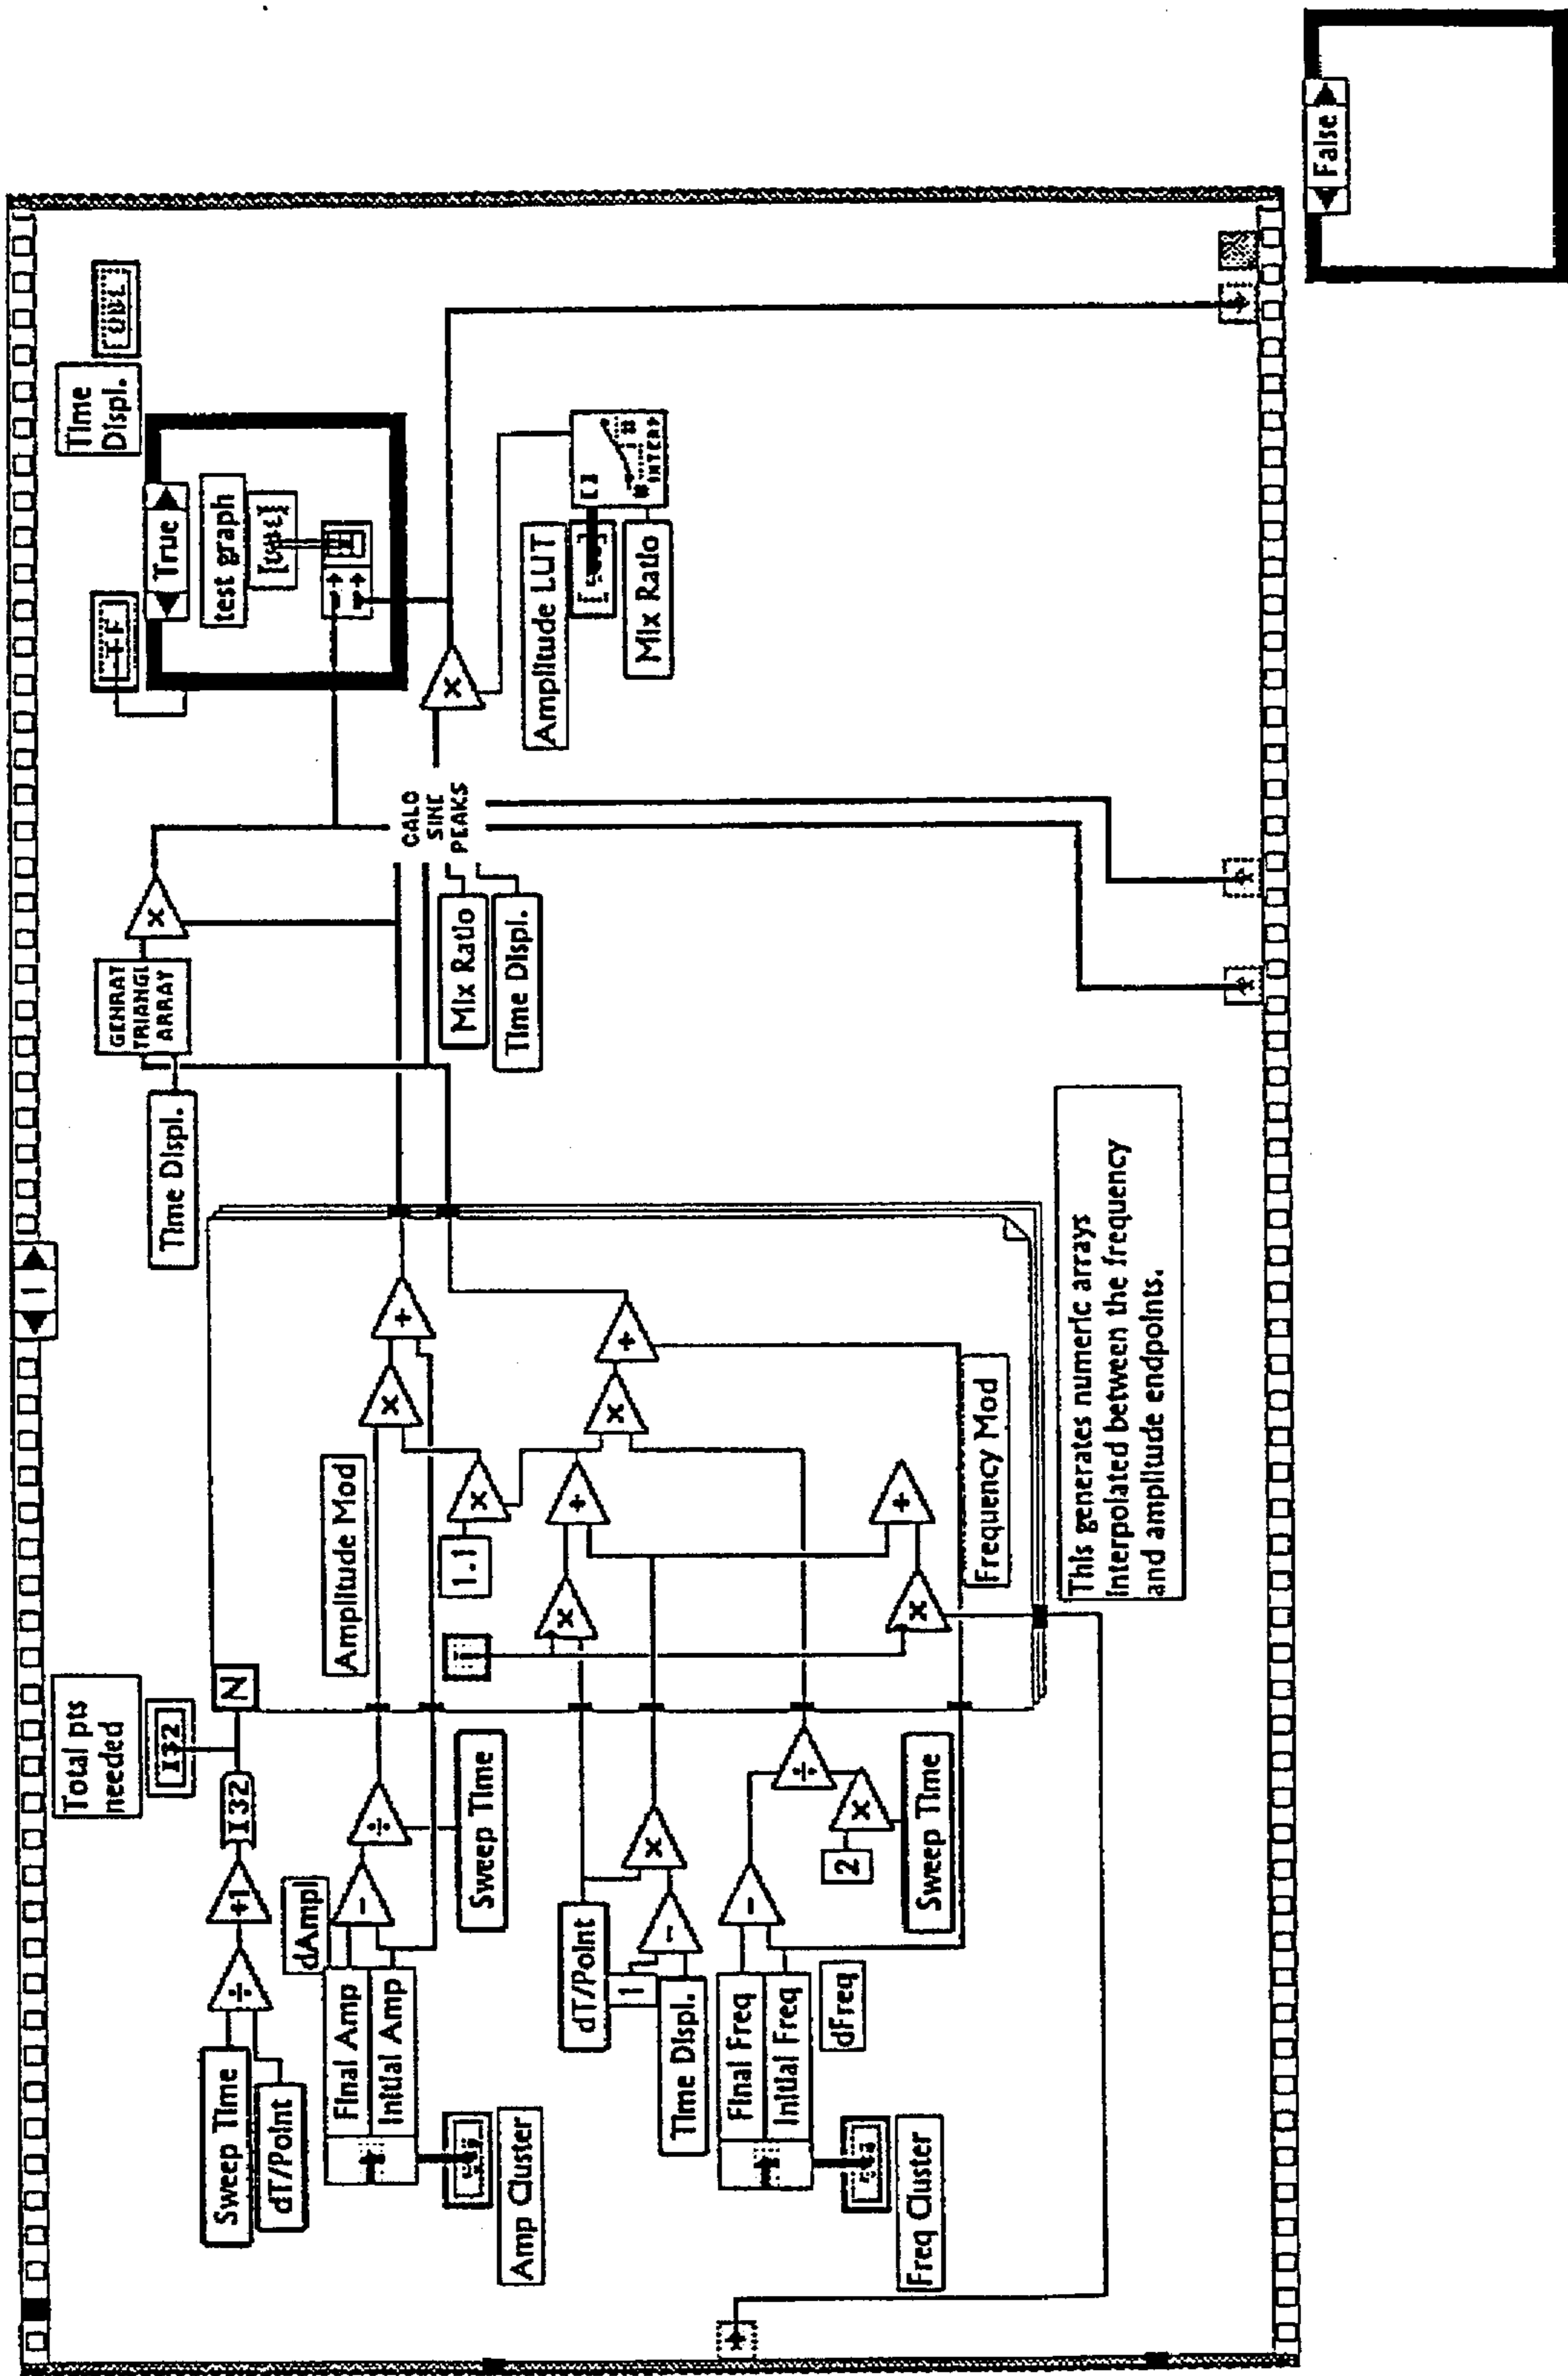 1
Total pts
needed
I32
N
Sweep Time
dT/Point
÷
+1
I32
dAmpl
Final Amp
Initial Amp
-
÷
Sweep Time
Amp Cluster
Amplitude Mod
×
+
1.1
×
i
dT/Point
1
Time Displ.
-
×
×
+
×
+
Final Freq
Initial Freq
dFreq
-
÷
2
×
Sweep Time
Freq Cluster
×
+
Frequency Mod
This generates numeric arrays
interpolated between the frequency
and amplitude endpoints.
Time Displ.
GENRAT
TRIANGL
ARRAY
×
CALC
SINE
PEAKS
Mix Ratio
Time Displ.
TF
True
test graph
Time
Displ.
DBL
×
Amplitude LUT
Mix Ratio
[]
INTERP
False